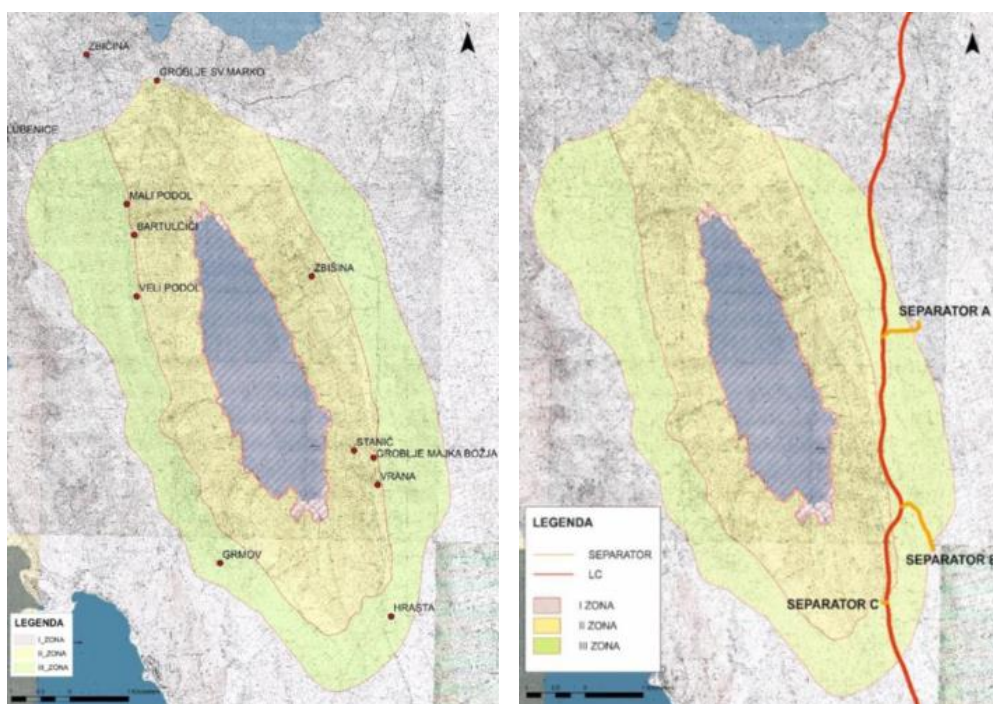 N
ZBIČINA
GROBLJE SV.MARKO
LUBENICE
MALI PODOL
BARTULČIĆI
VELI PODOL
ZBIŠINA
STANIĆ
GROBLJE MAJKA BOŽJA
VRANA
GRMOV
HRASTA
LEGENDA
I_ZONA
II_ZONA
III_ZONA
N
SEPARATOR A
SEPARATOR B
SEPARATOR C
LEGENDA
SEPARATOR
LC
I ZONA
II ZONA
III ZONA